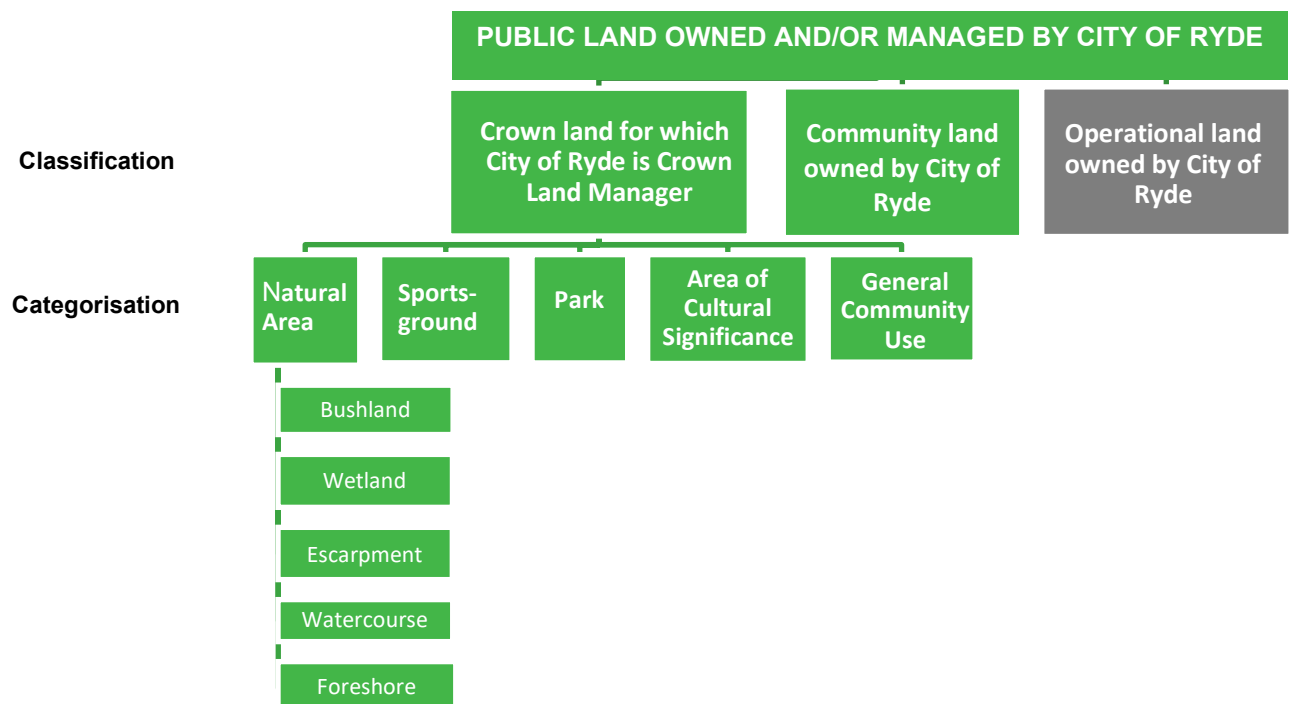 PUBLIC LAND OWNED AND/OR MANAGED BY CITY OF RYDE
Classification
Crown land for which
City of Ryde is Crown
Land Manager
Community land
owned by City of
Ryde
Operational land
owned by City of
Ryde
Categorisation
Natural
Area
Sports-
ground
Park
Area of
Cultural
Significance
General
Community
Use
Bushland
Wetland
Escarpment
Watercourse
Foreshore